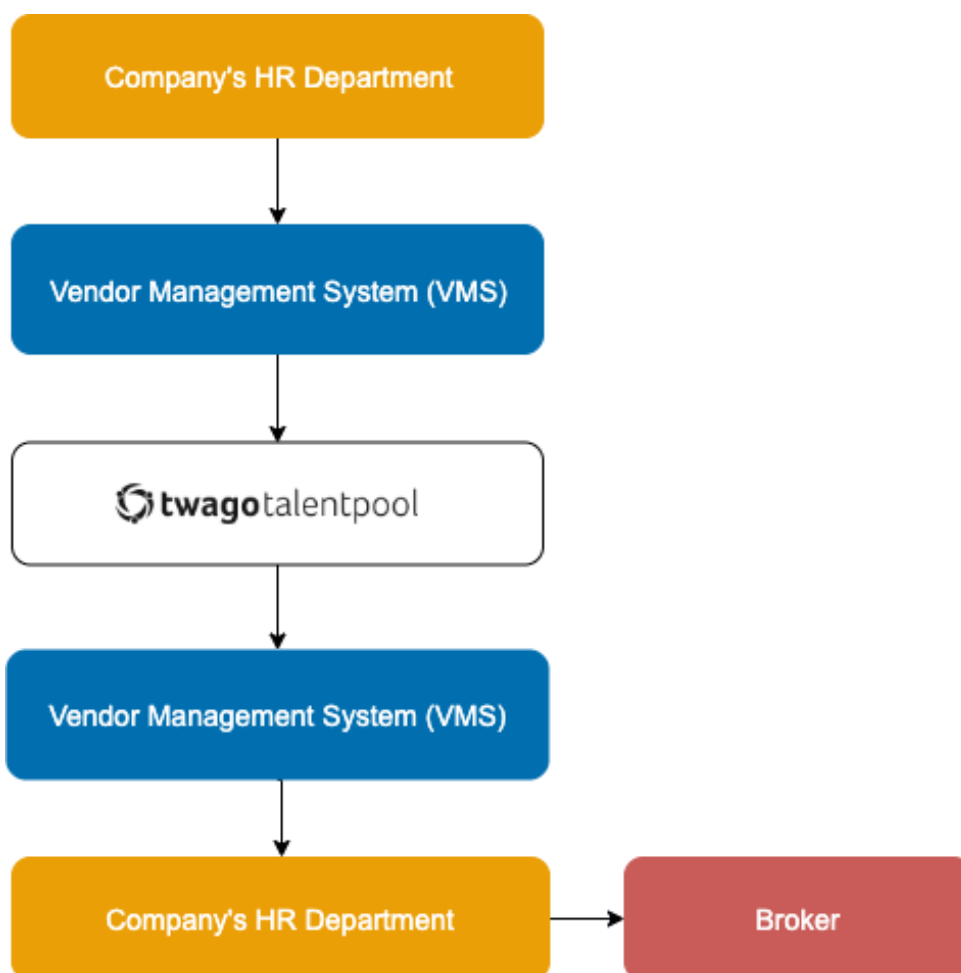 Company's HR Department
Vendor Management System (VMS)
twagotalentpool
Vendor Management System (VMS)
Company's HR Department
Broker